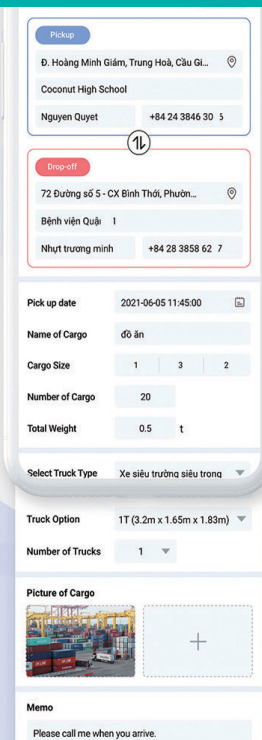 Pickup
Đ. Hoàng Minh Giám, Trung Hoà, Cầu Gi...
Coconut High School
Nguyen Quyet +84 24 3846 30 5
Drop-off
72 Đường số 5 - CX Bình Thới, Phườn...
Bệnh viện Quậ
Nhựt trương minh +84 28 3858 62 7
Pick up date 2021-06-05 11:45:00
Name of Cargo đồ ăn
Cargo Size 1 3 2
Number of Cargo 20
Total Weight 0.5 t
Select Truck Type Xe siêu trường siêu trọng
Truck Option 1T (3.2m x 1.65m x 1.83m)
Number of Trucks 1
Picture of Cargo
Memo
Please call me when you arrive.